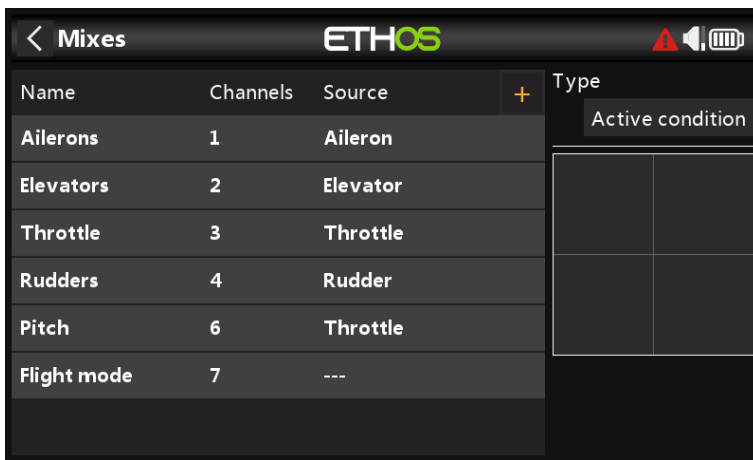 Mixes ETHOS
Name Channels Source + Type
Active condition
Ailerons 1 Aileron
Elevators 2 Elevator
Throttle 3 Throttle
Rudders 4 Rudder
Pitch 6 Throttle
Flight mode 7 ---